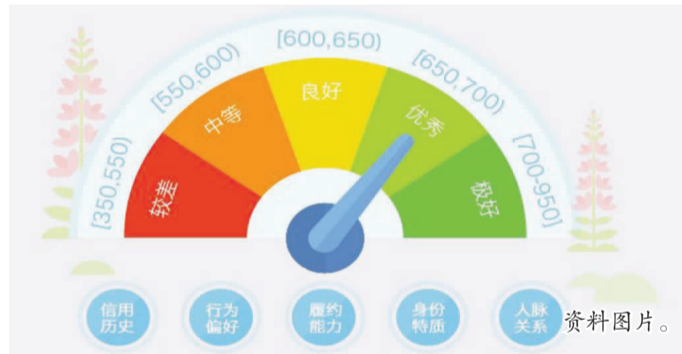 [350,550)
[550,600)
[600,650)
[650,700)
[700-950]
较差
中等
良好
优秀
极好
信用
历史
行为
偏好
履约
能力
身份
特质
人脉
关系
资料图片。